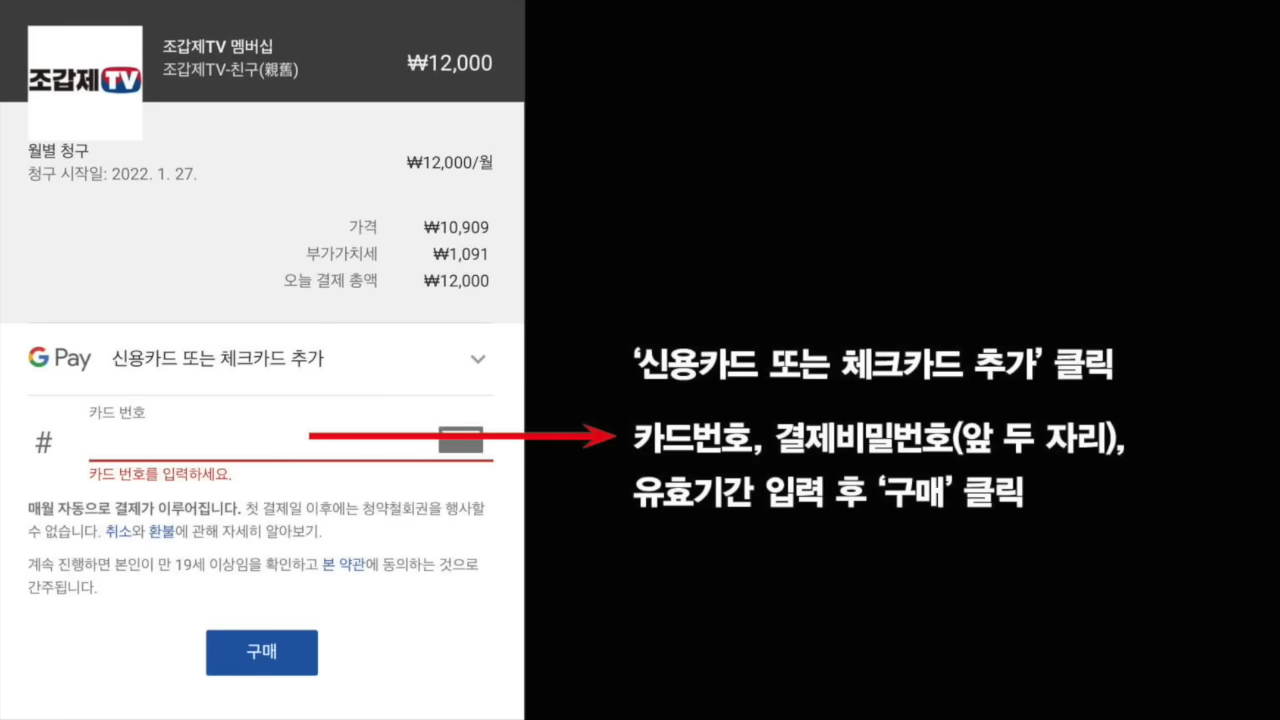 조갑제TV
조갑제TV 멤버십
조갑제TV-친구(親舊)
₩12,000
월별 청구
청구 시작일: 2022. 1. 27.
₩12,000/월
가격 ₩10,909
부가가치세 ₩1,091
오늘 결제 총액 ₩12,000
G Pay 신용카드 또는 체크카드 추가
카드 번호
#
카드 번호를 입력하세요.
매월 자동으로 결제가 이루어집니다. 첫 결제일 이후에는 청약철회권을 행사할
수 없습니다. 취소와 환불에 관해 자세히 알아보기.
계속 진행하면 본인이 만 19세 이상임을 확인하고 본 약관에 동의하는 것으로
간주됩니다.
구매
‘신용카드 또는 체크카드 추가’ 클릭
카드번호, 결제비밀번호(앞 두 자리),
유효기간 입력 후 ‘구매’ 클릭